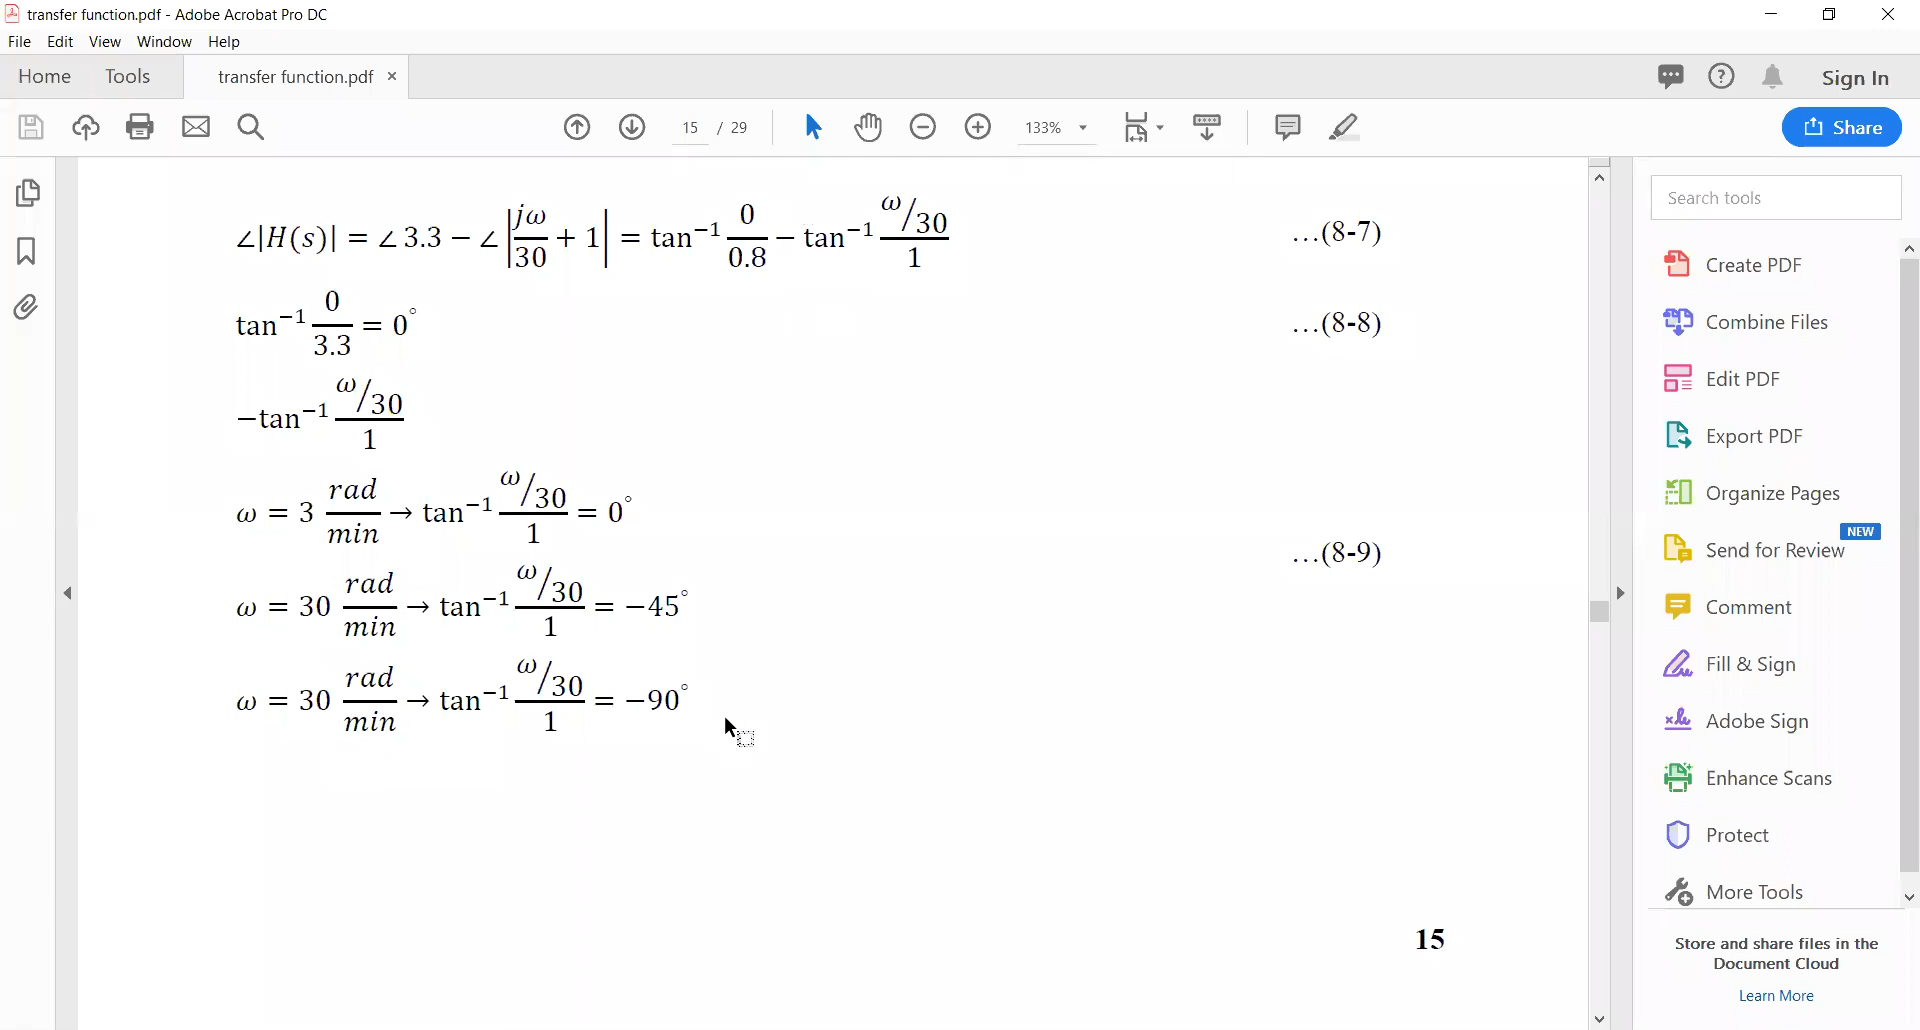 transfer function.pdf - Adobe Acrobat Pro DC
File Edit View Window Help
Home Tools transfer function.pdf ×
Sign In
15 / 29 133%
Share
∠|H(s)| = ∠ 3.3 − ∠ |jω/30 + 1| = tan⁻¹ 0/0.8 − tan⁻¹ (ω/30)/1 …(8-7)
tan⁻¹ 0/3.3 = 0° …(8-8)
−tan⁻¹ (ω/30)/1
ω = 3 rad/min → tan⁻¹ (ω/30)/1 = 0°
…(8-9)
ω = 30 rad/min → tan⁻¹ (ω/30)/1 = −45°
ω = 30 rad/min → tan⁻¹ (ω/30)/1 = −90°
15
Search tools
Create PDF
Combine Files
Edit PDF
Export PDF
Organize Pages
NEW
Send for Review
Comment
Fill & Sign
Adobe Sign
Enhance Scans
Protect
More Tools
Store and share files in the
Document Cloud
Learn More